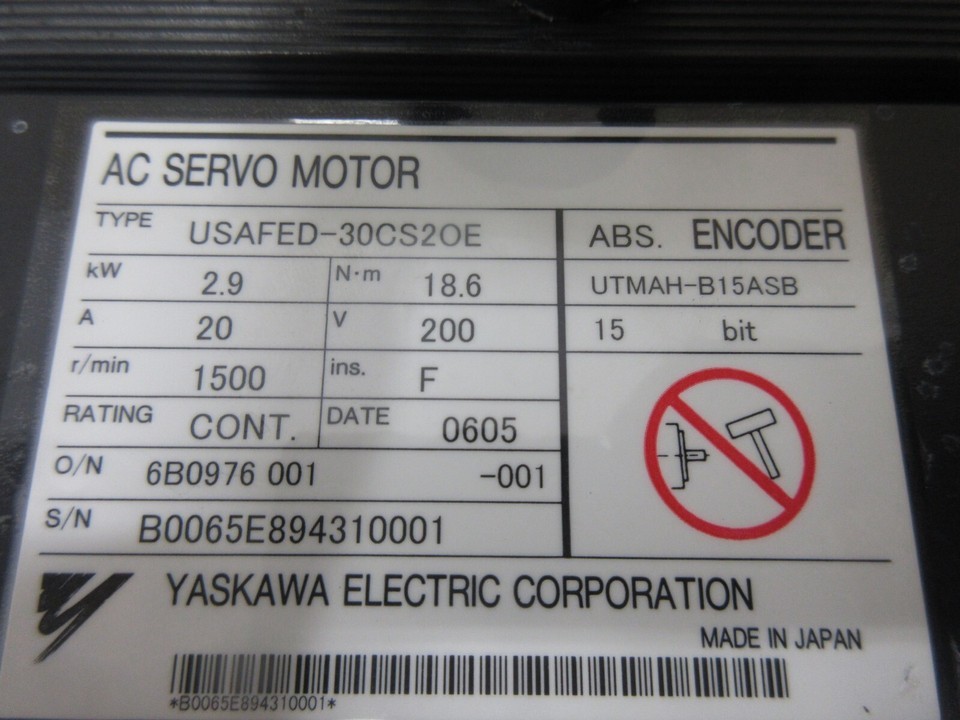 AC SERVO MOTOR
TYPE USAFED-30CS2OE
ABS. ENCODER
kW 2.9 N·m 18.6
UTMAH-B15ASB
A 20 V 200
15 bit
r/min 1500 ins. F
RATING CONT. DATE 0605
O/N 6B0976 001 -001
S/N B0065E894310001
YASKAWA ELECTRIC CORPORATION
MADE IN JAPAN
*B0065E894310001*